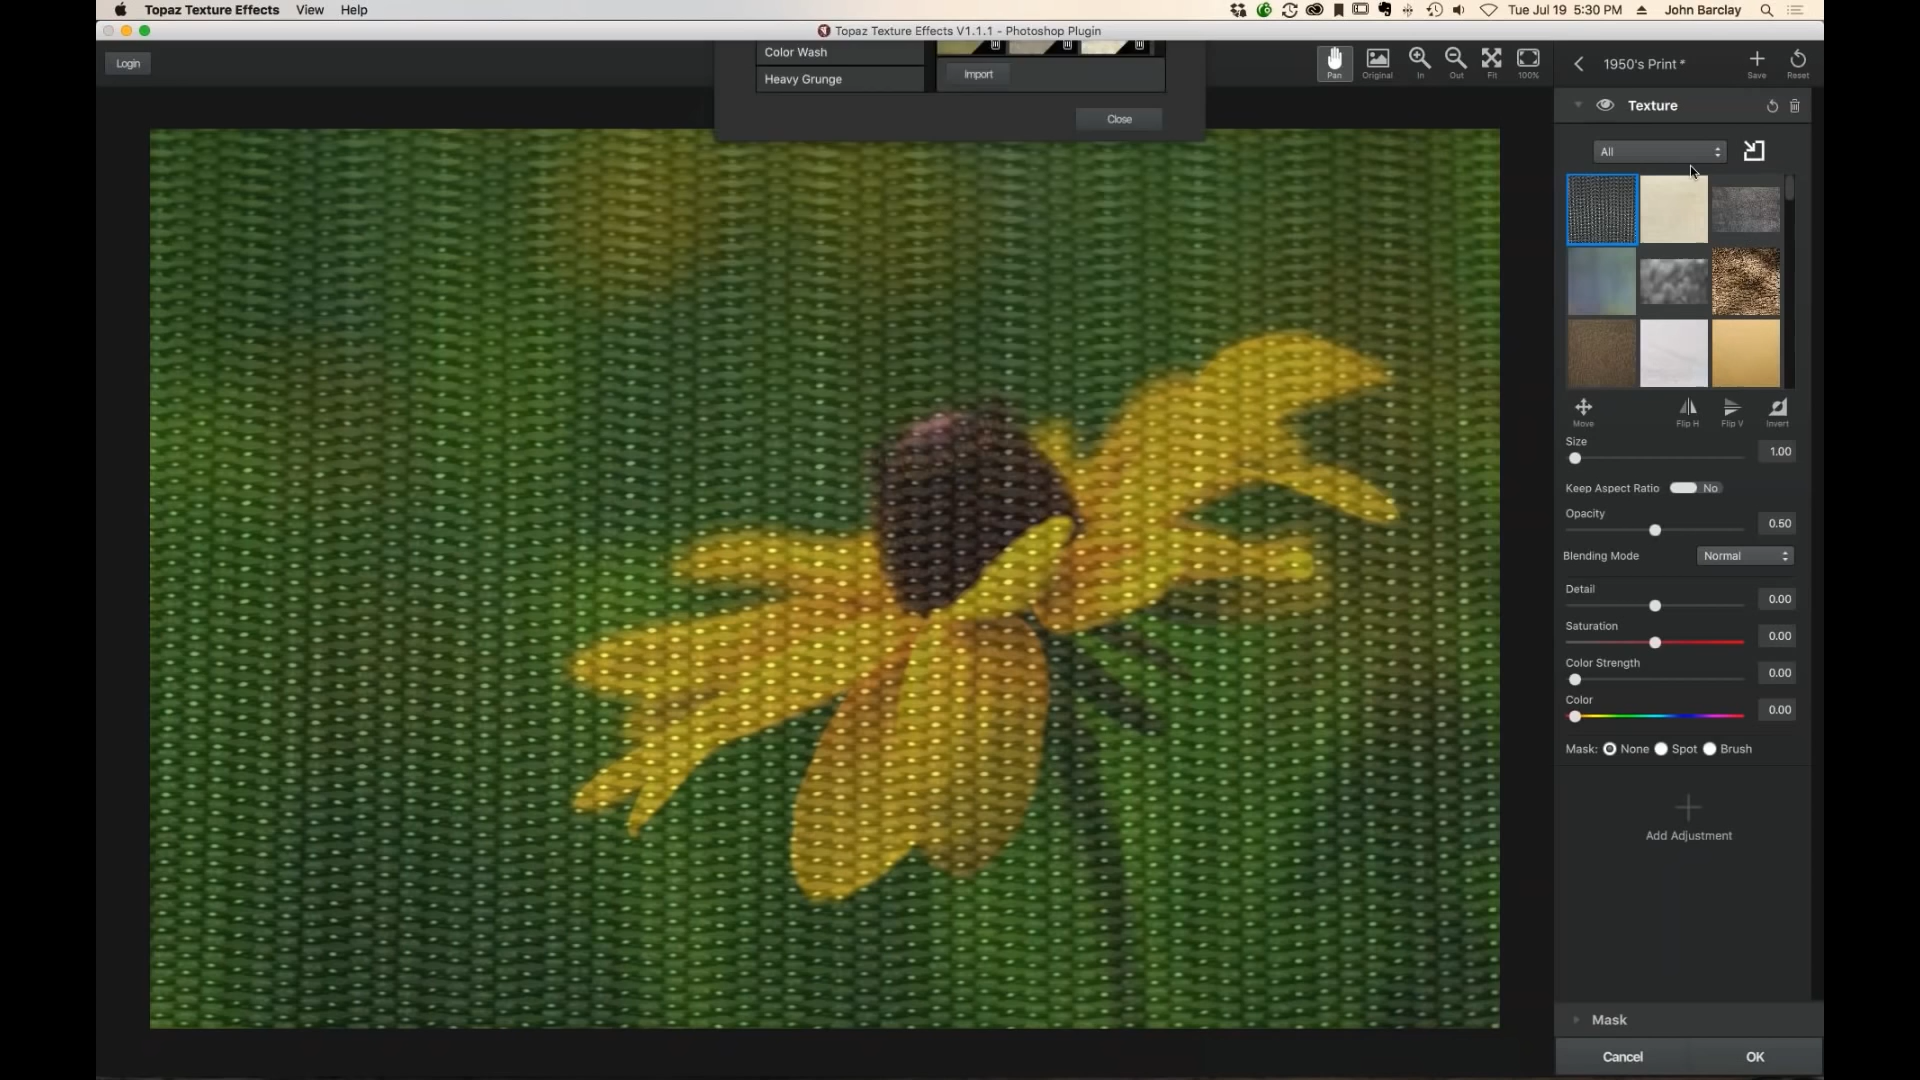 Topaz Texture Effects View Help
Tue Jul 19 5:30 PM John Barclay
Topaz Texture Effects V1.1.1 - Photoshop Plugin
Login
Color Wash
Heavy Grunge
Import
Close
Pan Original In Out Fit 100%
1950's Print *
Save Reset
Texture
All
Move Flip H Flip V Invert
Size
1.00
Keep Aspect Ratio No
Opacity
0.50
Blending Mode Normal
Detail
0.00
Saturation
0.00
Color Strength
0.00
Color
0.00
Mask: None Spot Brush
Add Adjustment
Mask
Cancel OK